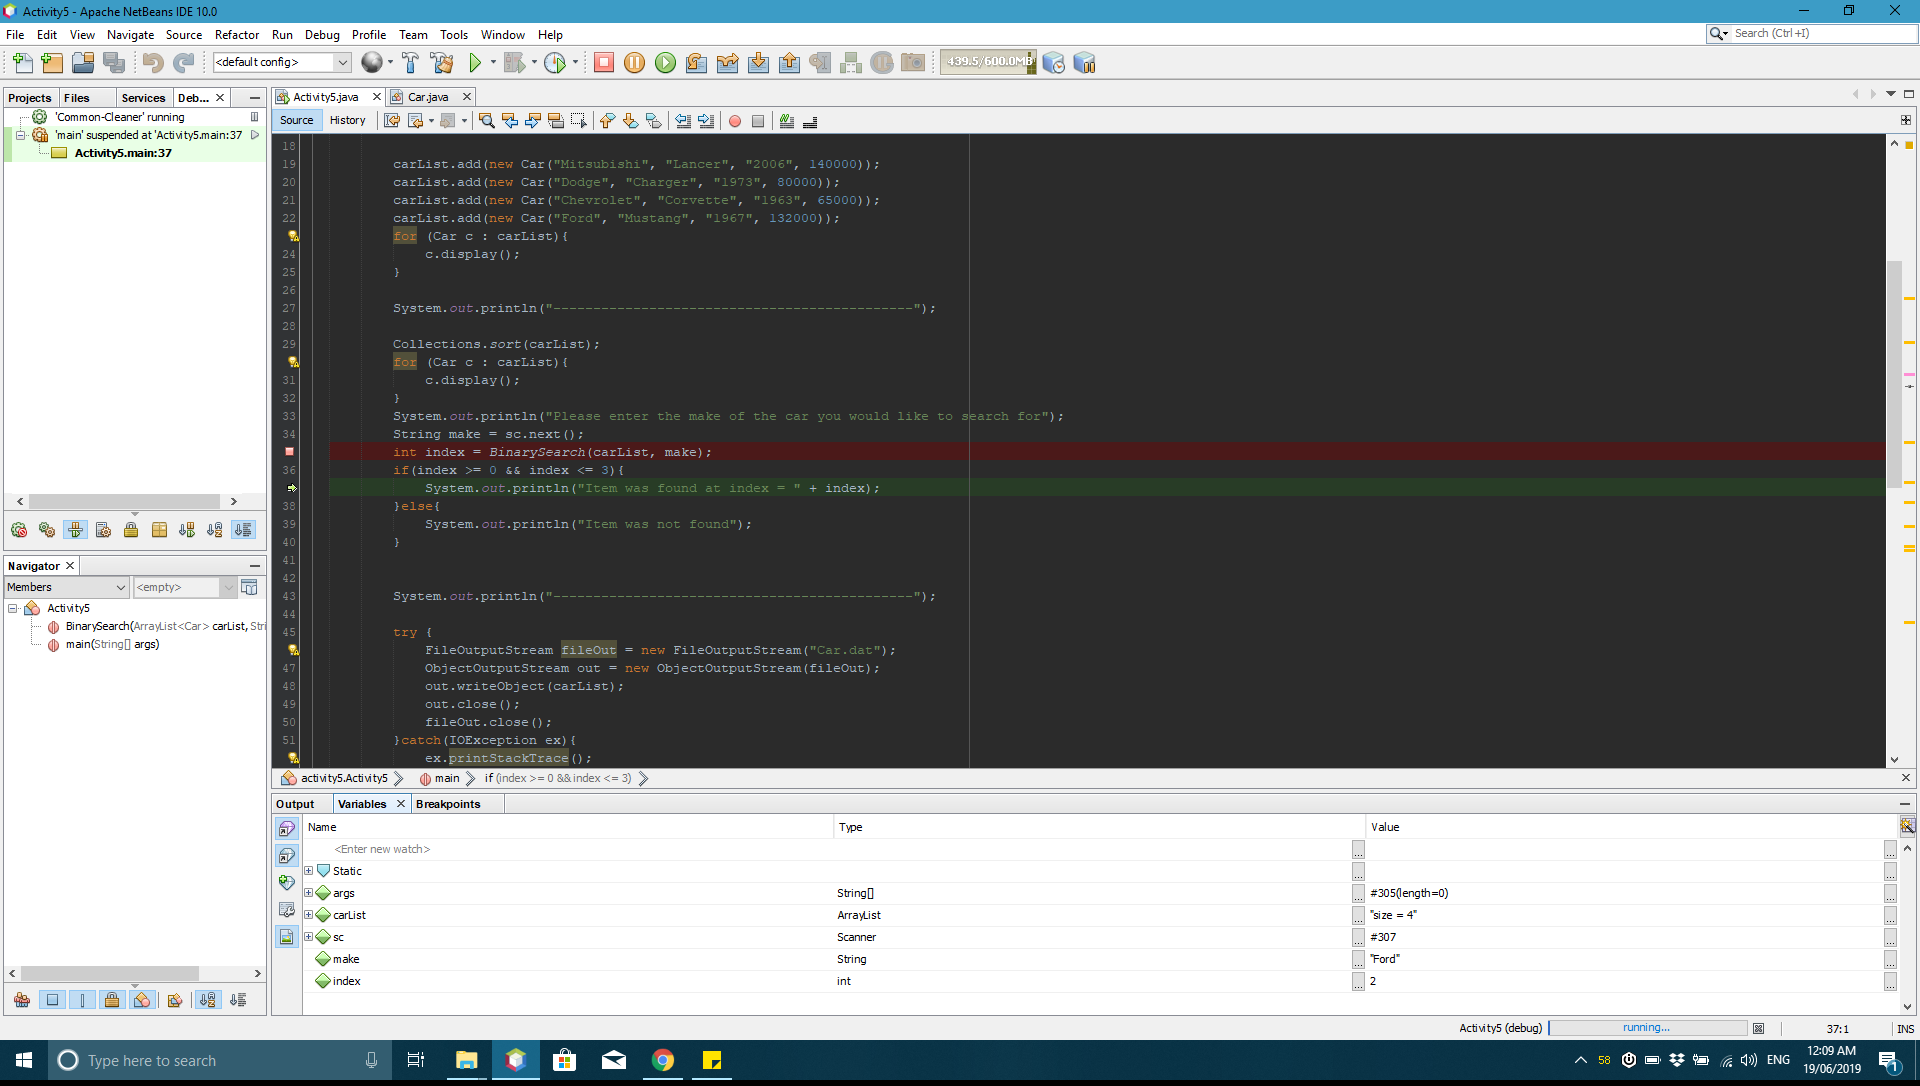 Activity5 - Apache NetBeans IDE 10.0
File Edit View Navigate Source Refactor Run Debug Profile Team Tools Window Help
Search (Ctrl+I)
<default config>
439.5/600.0MB
Projects Files Services Deb...
'Common-Cleaner' running
'main' suspended at 'Activity5.main:37
Activity5.main:37
Navigator
Members <empty>
Activity5
BinarySearch(ArrayList<Car> carList, Stri
main(String[] args)
Activity5.java Car.java
Source History
18
19 carList.add(new Car("Mitsubishi", "Lancer", "2006", 140000));
20 carList.add(new Car("Dodge", "Charger", "1973", 80000));
21 carList.add(new Car("Chevrolet", "Corvette", "1963", 65000));
22 carList.add(new Car("Ford", "Mustang", "1967", 132000));
for (Car c : carList){
24 c.display();
25 }
26
27 System.out.println("---------------------------------------------");
28
29 Collections.sort(carList);
for (Car c : carList){
31 c.display();
32 }
33 System.out.println("Please enter the make of the car you would like to search for");
34 String make = sc.next();
int index = BinarySearch(carList, make);
36 if(index >= 0 && index <= 3){
System.out.println("Item was found at index = " + index);
38 }else{
39 System.out.println("Item was not found");
40 }
41
42
43 System.out.println("---------------------------------------------");
44
45 try {
FileOutputStream fileOut = new FileOutputStream("Car.dat");
47 ObjectOutputStream out = new ObjectOutputStream(fileOut);
48 out.writeObject(carList);
49 out.close();
50 fileOut.close();
51 }catch(IOException ex){
ex.printStackTrace();
activity5.Activity5 main if (index >= 0 && index <= 3)
Output Variables Breakpoints
Name Type Value
<Enter new watch>
Static
args String[] #305(length=0)
carList ArrayList "size = 4"
sc Scanner #307
make String "Ford"
index int 2
Activity5 (debug) running... 37:1 INS
Type here to search
58 ENG 12:09 AM
19/06/2019
1